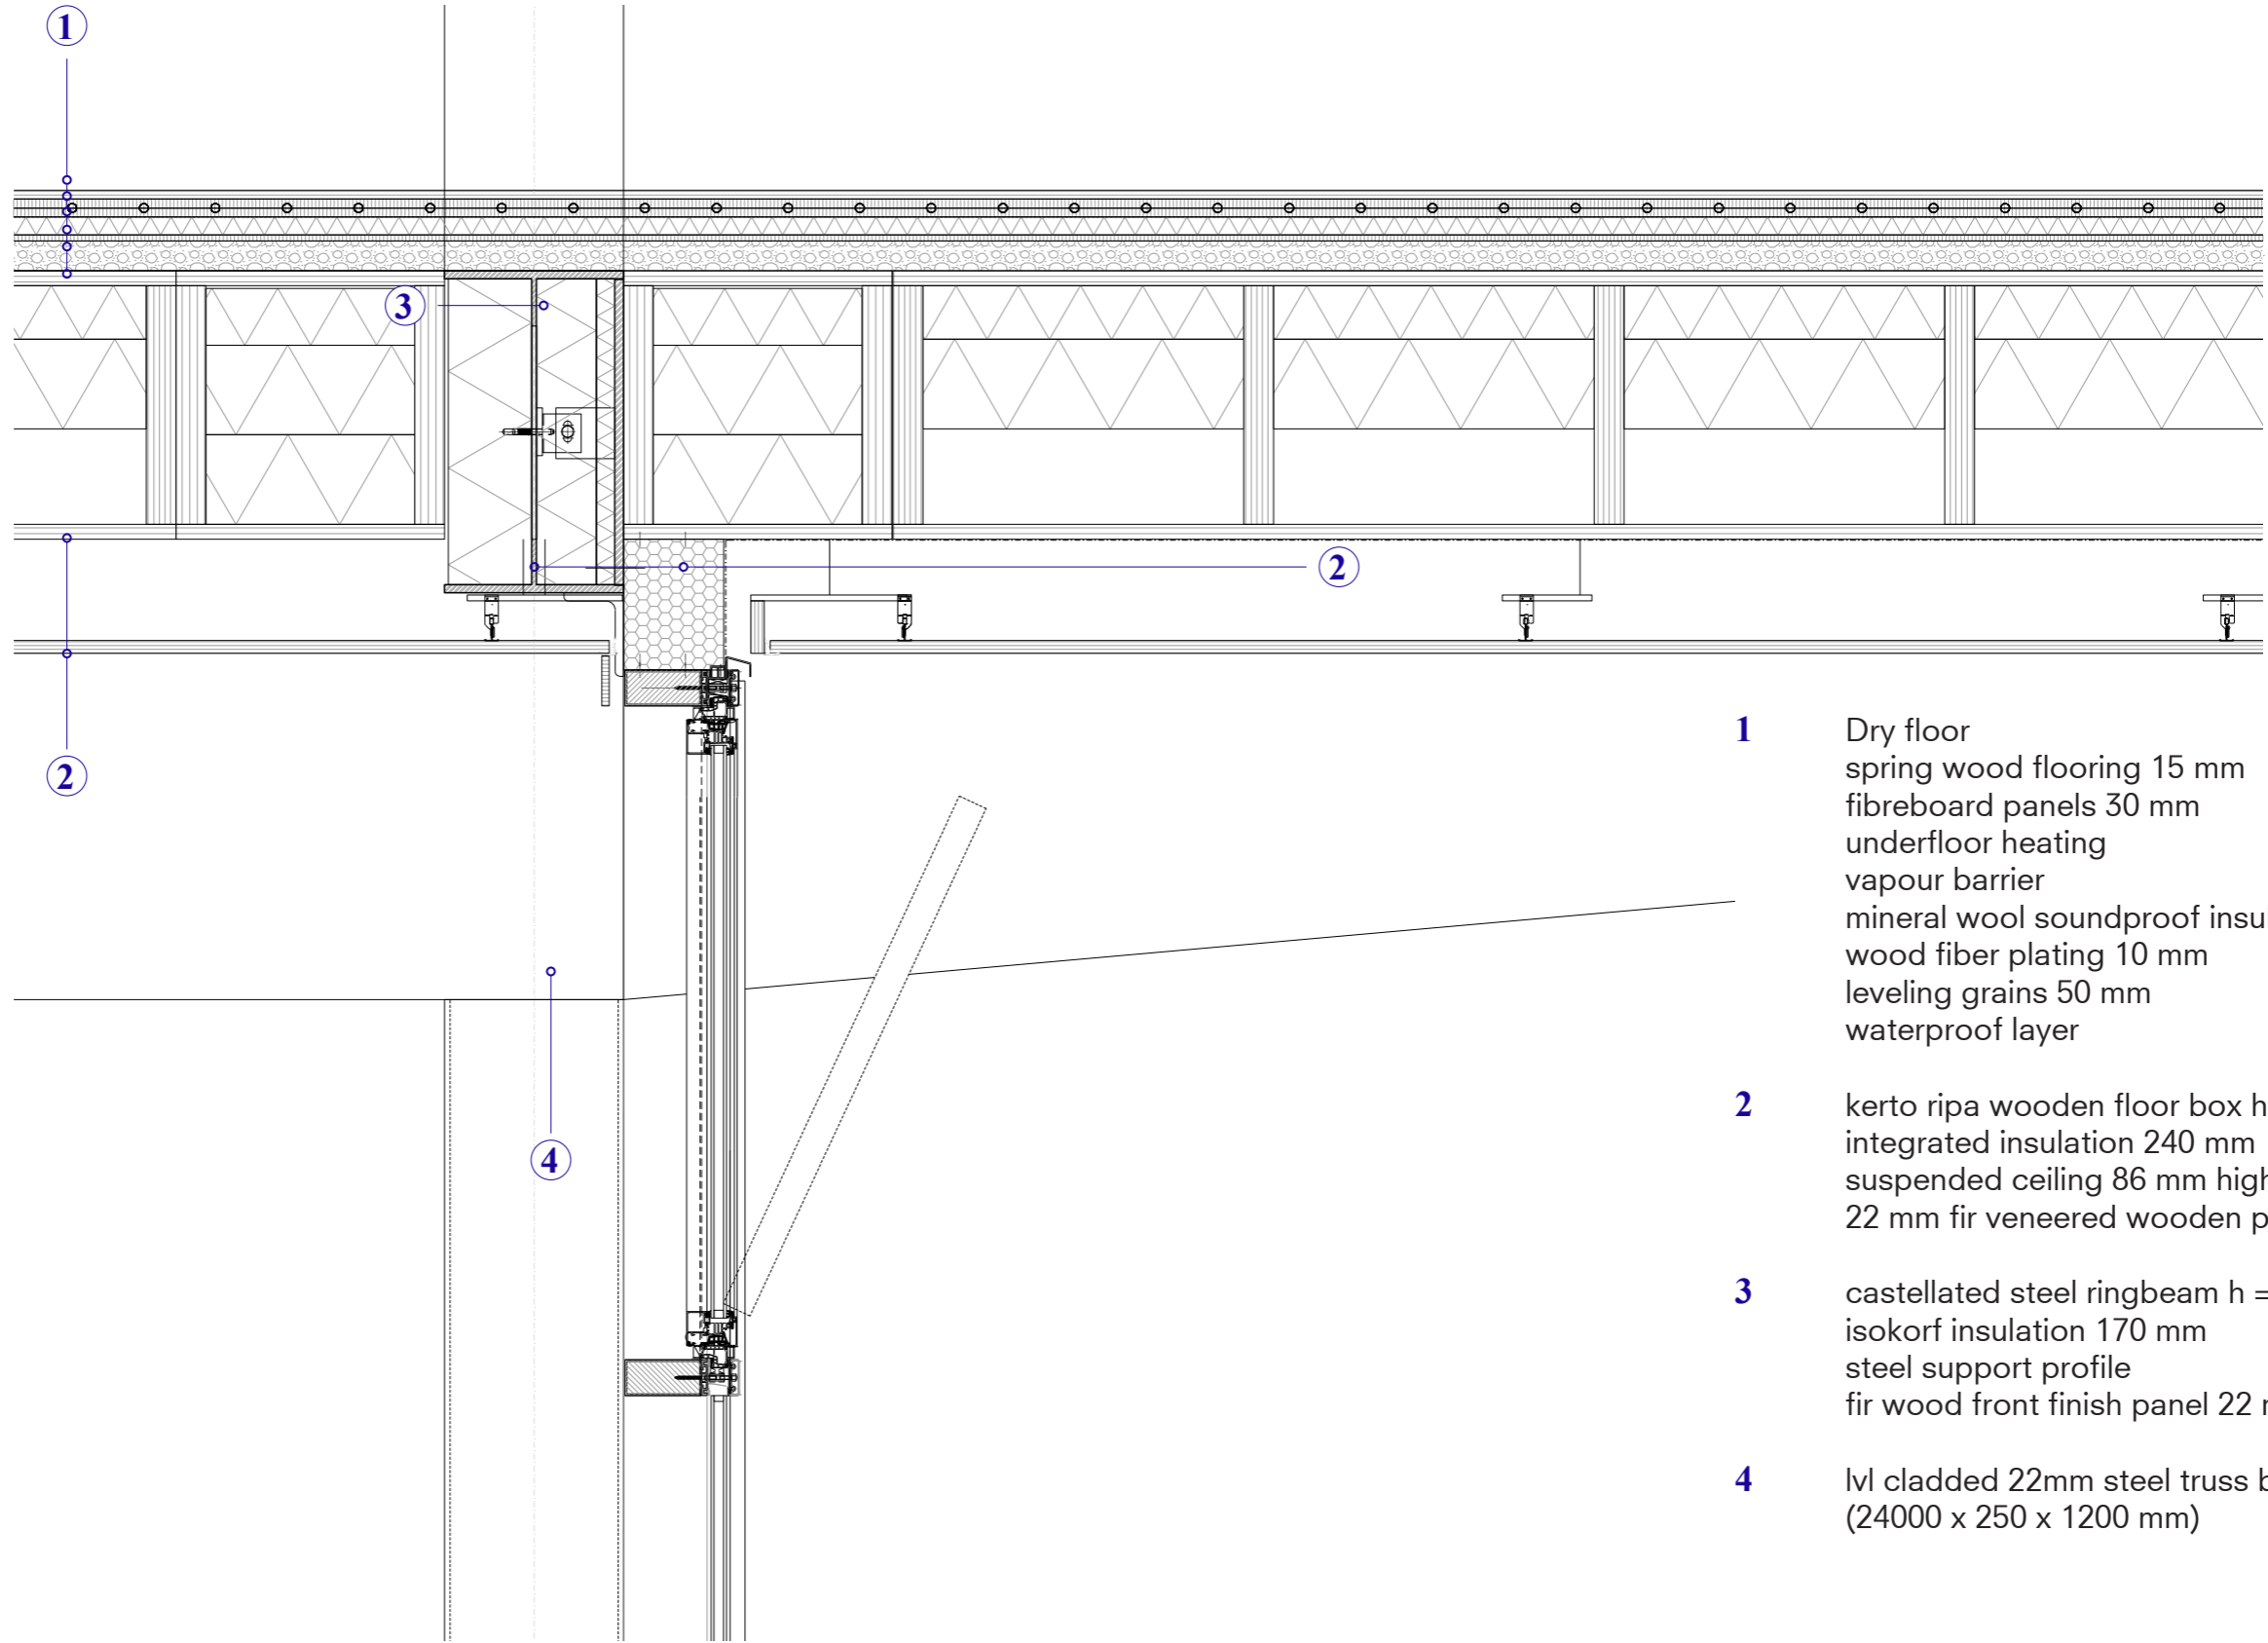 1
3
2
2
4
1 Dry floor
spring wood flooring 15 mm
fibreboard panels 30 mm
underfloor heating
vapour barrier
mineral wool soundproof
wood fiber plating 10 mm
leveling grains 50 mm
waterproof layer
2 kerto ripa wooden floor box h
integrated insulation 240 mm
suspended ceiling 86 mm high
22 mm fir veneered wooden
3 castellated steel ringbeam h =
isokorf insulation 170 mm
steel support profile
fir wood front finish panel 22
4 lvl cladded 22mm steel truss
(24000 x 250 x 1200 mm)